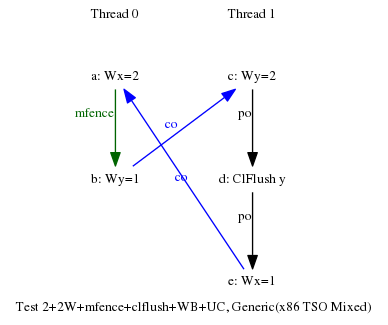 Thread 0 Thread 1
a: Wx=2 c: Wy=2
mfence po
co
b: Wy=1 co d: ClFlush y
po
e: Wx=1
Test 2+2W+mfence+clflush+WB+UC, Generic(x86 TSO Mixed)